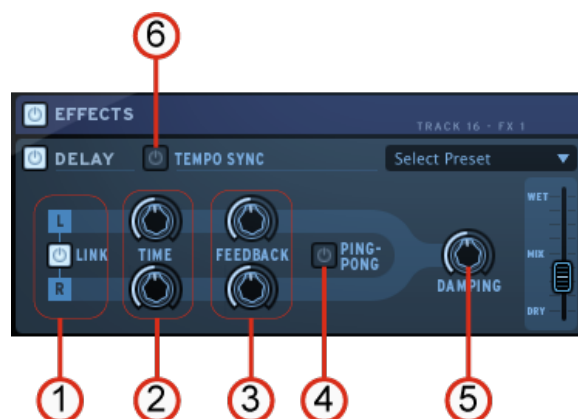 6
EFFECTS
TRACK 16 - FX 1
DELAY
TEMPO SYNC
Select Preset
WET
L
LINK
TIME
FEEDBACK
PING-
PONG
MIX
R
DAMPING
DRY
1
2
3
4
5